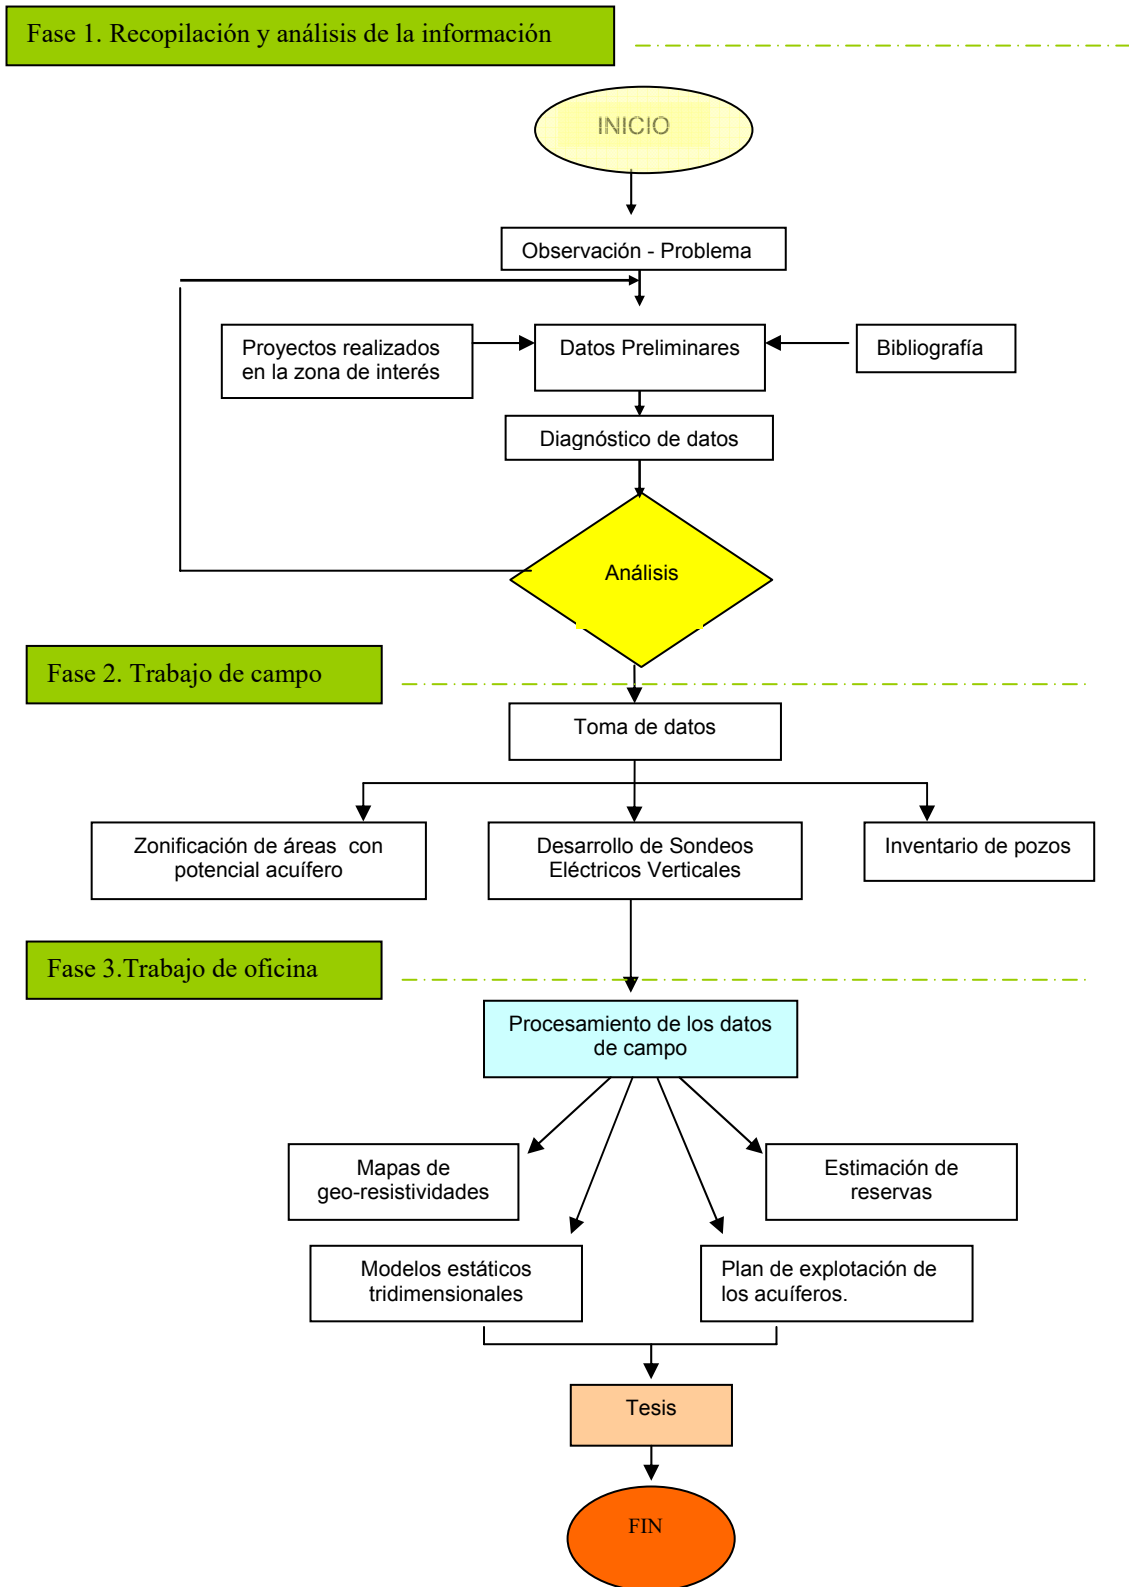 Fase 1. Recopilación y análisis de la información
INICIO
Observación - Problema
Proyectos realizados
en la zona de interés
Datos Preliminares
Bibliografía
Diagnóstico de datos
Análisis
Fase 2. Trabajo de campo
Toma de datos
Zonificación de áreas con
potencial acuífero
Desarrollo de Sondeos
Eléctricos Verticales
Inventario de pozos
Fase 3.Trabajo de oficina
Procesamiento de los datos
de campo
Mapas de
geo-resistividades
Estimación de
reservas
Modelos estáticos
tridimensionales
Plan de explotación de
los acuíferos.
Tesis
FIN